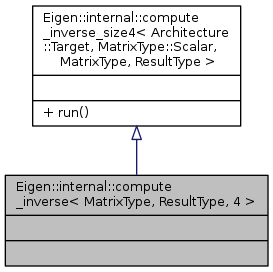 Eigen::internal::compute
_inverse_size4< Architecture
::Target, MatrixType::Scalar,
MatrixType, ResultType >
+ run()
Eigen::internal::compute
_inverse< MatrixType, ResultType, 4 >